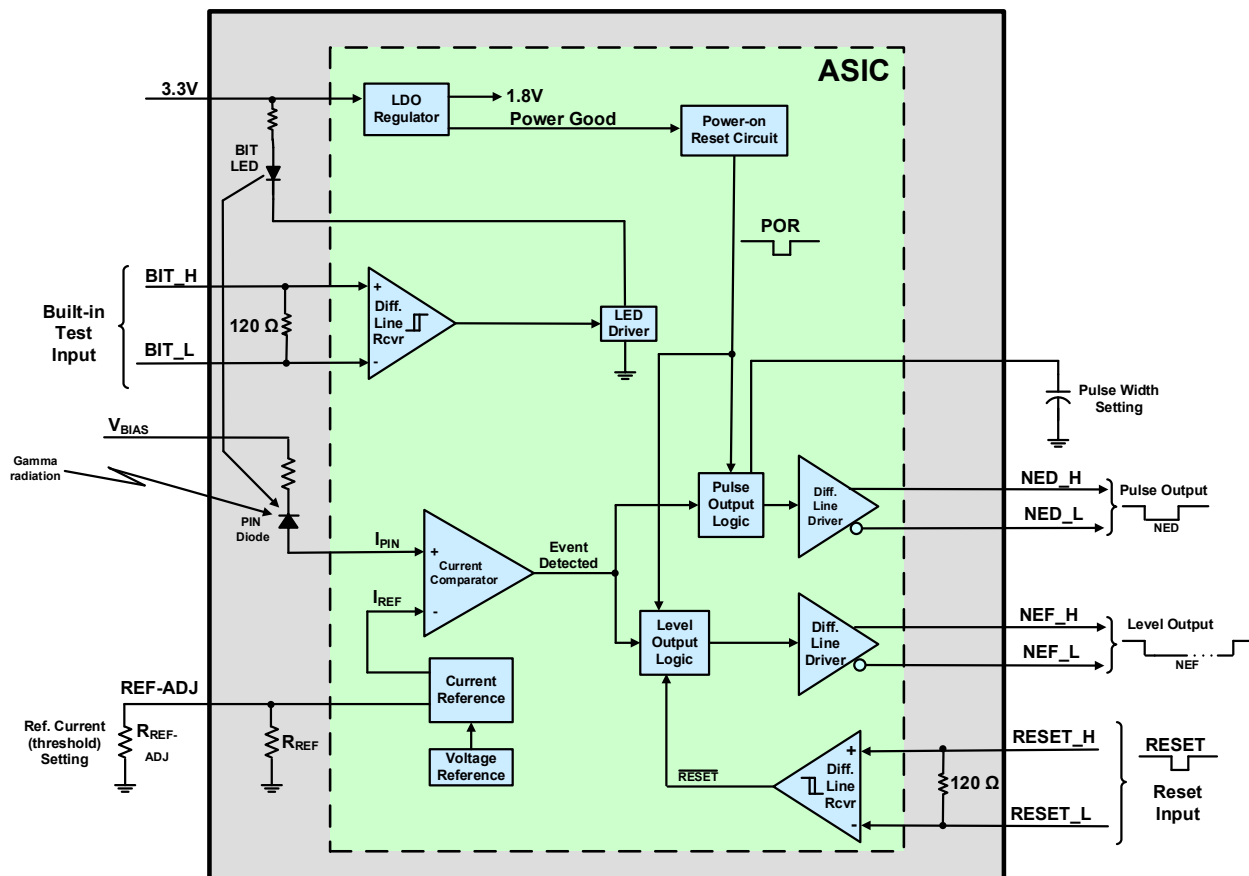 ASIC
3.3V
LDO
Regulator
1.8V
Power Good
Power-on
Reset Circuit
BIT
LED
POR
BIT_H
Built-in
Test
Input
120 Ω
BIT_L
+
Diff.
Line
Rcvr
-
LED
Driver
Pulse Width
Setting
VBIAS
Gamma
radiation
PIN
Diode
IPIN
+
Current
Comparator
IREF
-
Event
Detected
Pulse
Output
Logic
Diff.
Line
Driver
NED_H
NED_L
Pulse Output
NED
Level
Output
Logic
Diff.
Line
Driver
NEF_H
NEF_L
Level Output
NEF
REF-ADJ
Ref. Current
(threshold)
Setting
RREF-
ADJ
RREF
Current
Reference
Voltage
Reference
RESET
+
Diff.
Line
Rcvr
-
RESET_H
120 Ω
RESET_L
RESET
Reset
Input